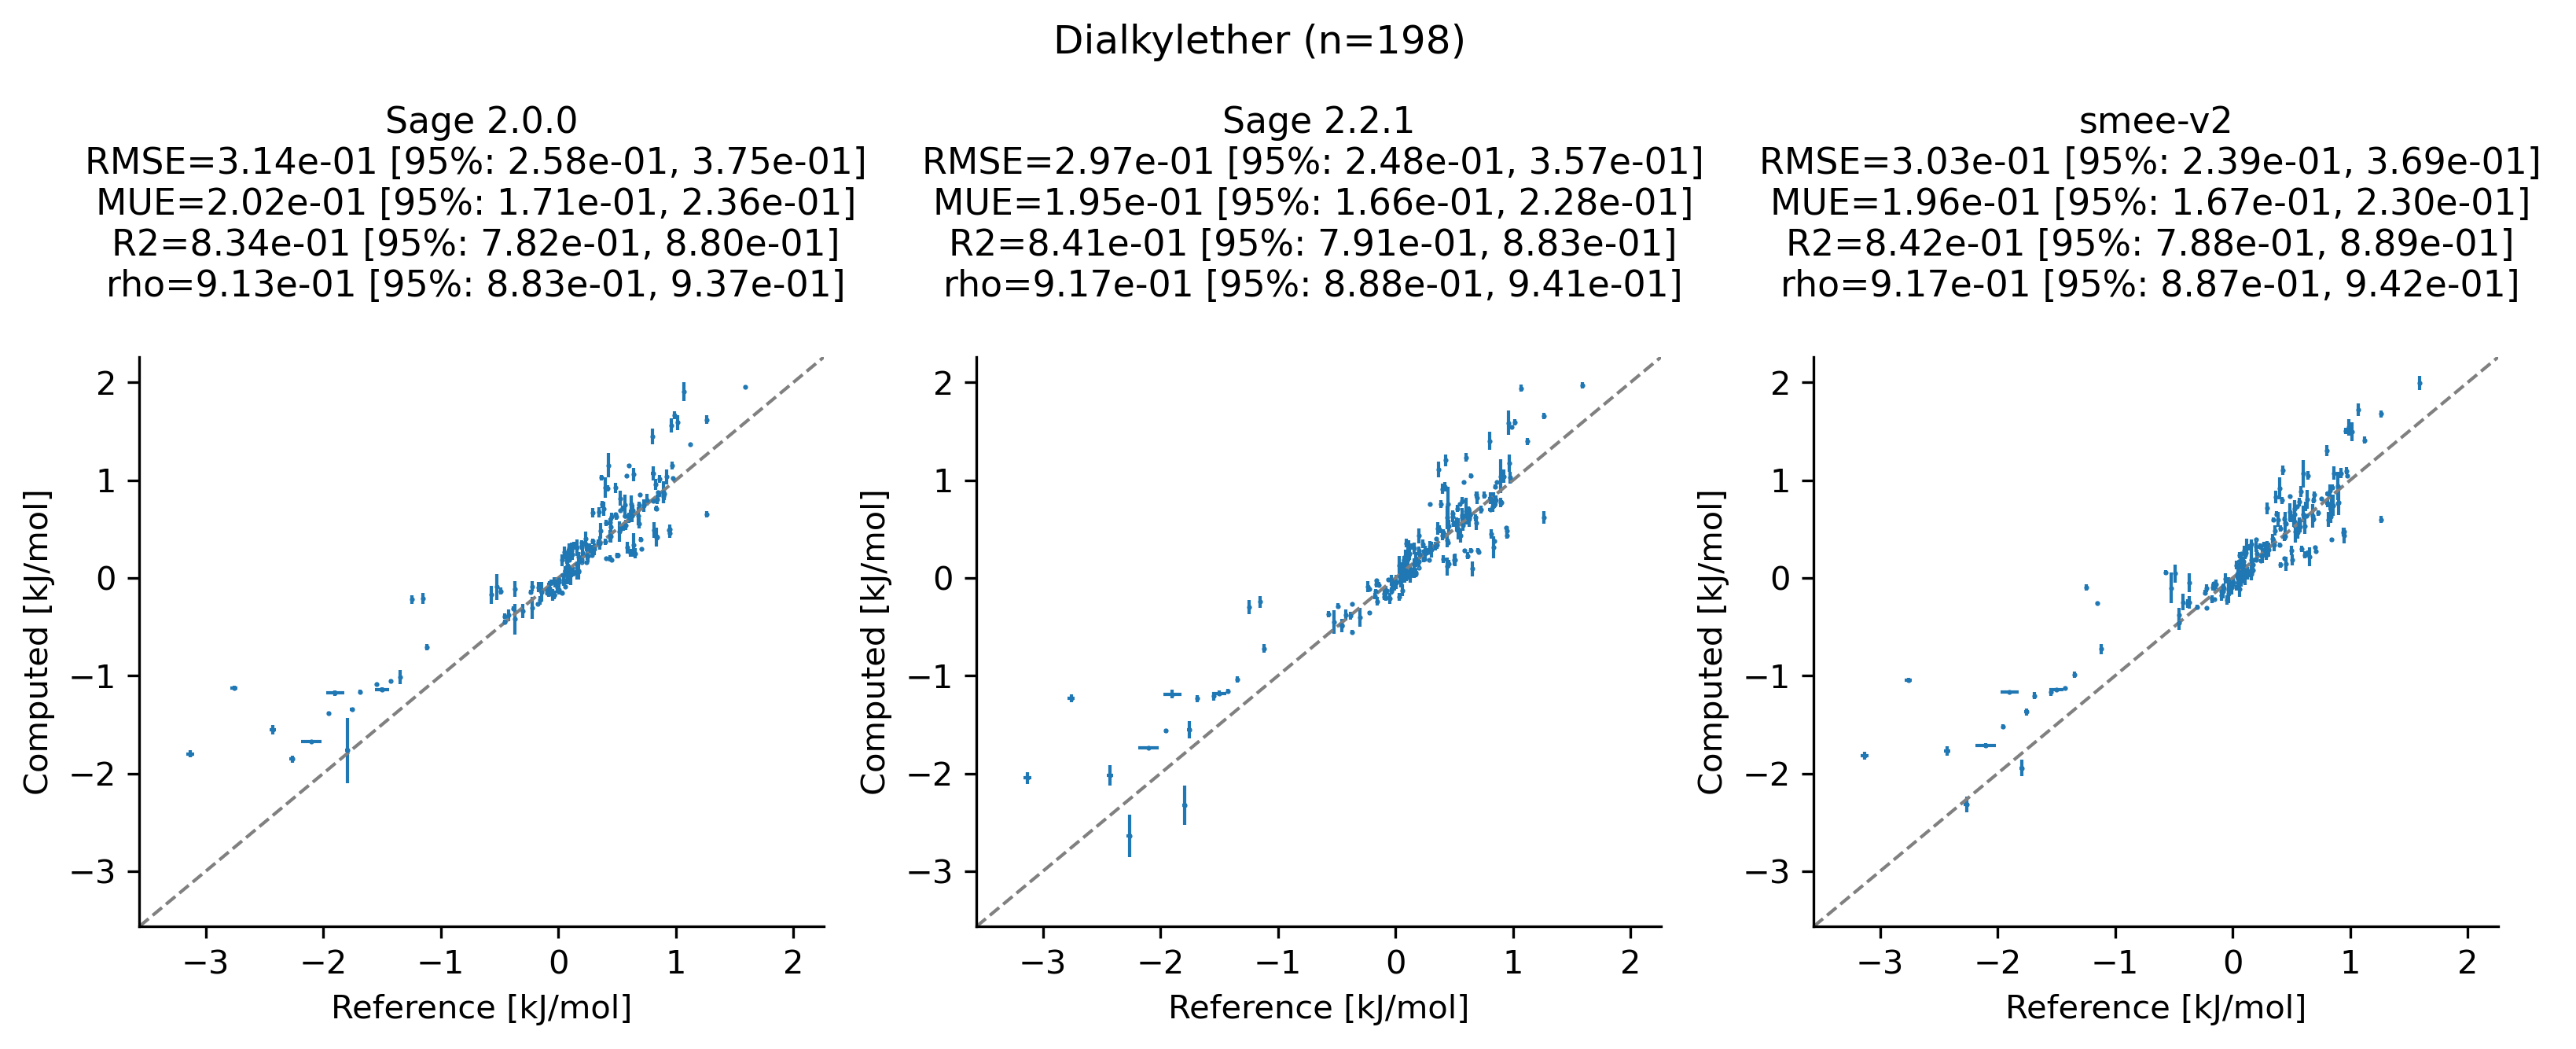 Dialkylether (n=198)
Sage 2.0.0
RMSE=3.14e-01 [95%: 2.58e-01, 3.75e-01]
MUE=2.02e-01 [95%: 1.71e-01, 2.36e-01]
R2=8.34e-01 [95%: 7.82e-01, 8.80e-01]
rho=9.13e-01 [95%: 8.83e-01, 9.37e-01]
2
1
0
−1
−2
−3
Computed [kJ/mol]
−3 −2 −1 0 1 2
Reference [kJ/mol]
Sage 2.2.1
RMSE=2.97e-01 [95%: 2.48e-01, 3.57e-01]
MUE=1.95e-01 [95%: 1.66e-01, 2.28e-01]
R2=8.41e-01 [95%: 7.91e-01, 8.83e-01]
rho=9.17e-01 [95%: 8.88e-01, 9.41e-01]
2
1
0
−1
−2
−3
Computed [kJ/mol]
−3 −2 −1 0 1 2
Reference [kJ/mol]
smee-v2
RMSE=3.03e-01 [95%: 2.39e-01, 3.69e-01]
MUE=1.96e-01 [95%: 1.67e-01, 2.30e-01]
R2=8.42e-01 [95%: 7.88e-01, 8.89e-01]
rho=9.17e-01 [95%: 8.87e-01, 9.42e-01]
2
1
0
−1
−2
−3
Computed [kJ/mol]
−3 −2 −1 0 1 2
Reference [kJ/mol]